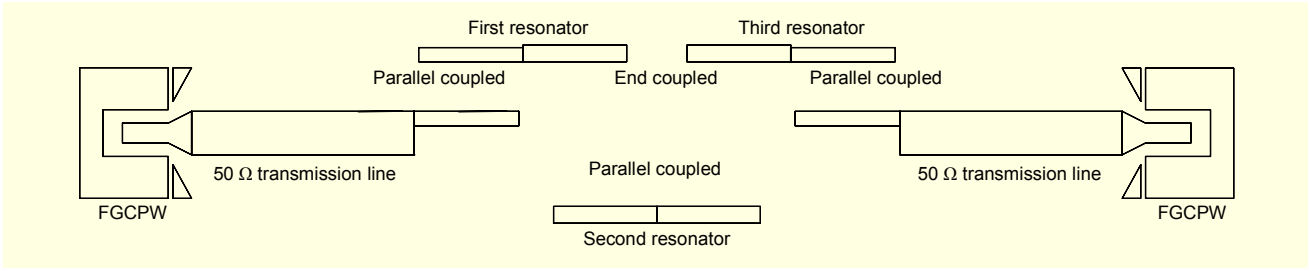 First resonator
Third resonator
Parallel coupled
End coupled
Parallel coupled
50 Ω transmission line
Parallel coupled
50 Ω transmission line
FGCPW
FGCPW
Second resonator